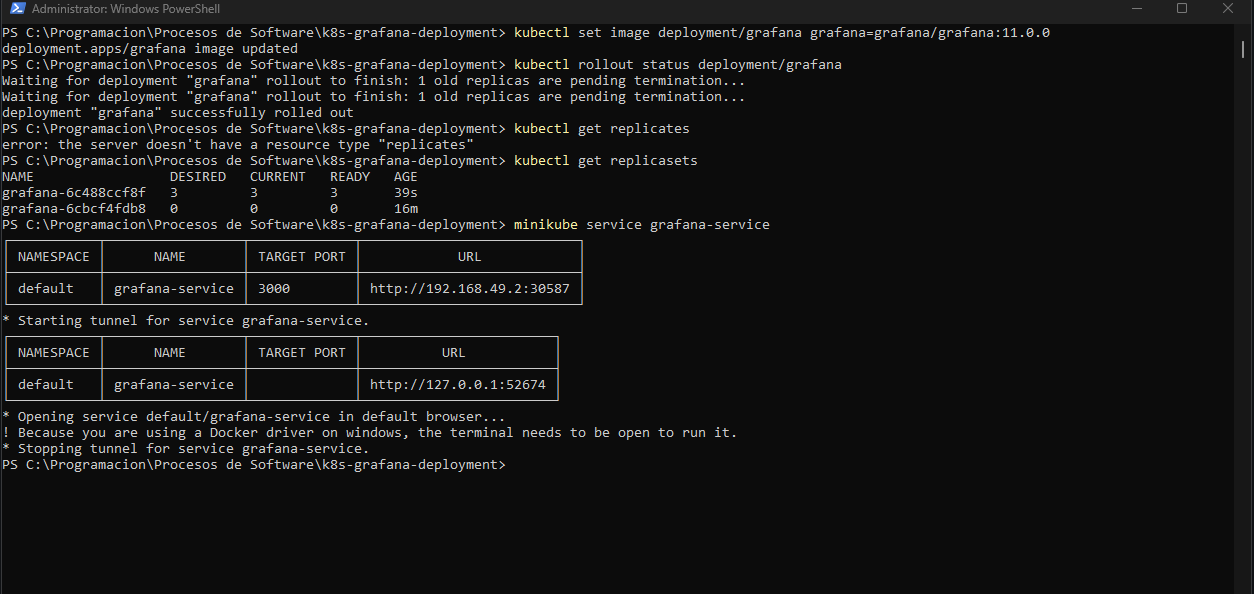 Administrator: Windows PowerShell
PS C:\Programacion\Procesos de Software\k8s-grafana-deployment> kubectl set image deployment/grafana grafana=grafana/grafana:11.0.0
deployment.apps/grafana image updated
PS C:\Programacion\Procesos de Software\k8s-grafana-deployment> kubectl rollout status deployment/grafana
Waiting for deployment "grafana" rollout to finish: 1 old replicas are pending termination...
Waiting for deployment "grafana" rollout to finish: 1 old replicas are pending termination...
deployment "grafana" successfully rolled out
PS C:\Programacion\Procesos de Software\k8s-grafana-deployment> kubectl get replicates
error: the server doesn't have a resource type "replicates"
PS C:\Programacion\Procesos de Software\k8s-grafana-deployment> kubectl get replicasets
NAME DESIRED CURRENT READY AGE
grafana-6c488ccf8f 3 3 3 39s
grafana-6cbcf4fdb8 0 0 0 16m
PS C:\Programacion\Procesos de Software\k8s-grafana-deployment> minikube service grafana-service
NAMESPACE NAME TARGET PORT URL
default grafana-service 3000 http://192.168.49.2:30587
* Starting tunnel for service grafana-service.
NAMESPACE NAME TARGET PORT URL
default grafana-service http://127.0.0.1:52674
* Opening service default/grafana-service in default browser...
! Because you are using a Docker driver on windows, the terminal needs to be open to run it.
* Stopping tunnel for service grafana-service.
PS C:\Programacion\Procesos de Software\k8s-grafana-deployment>